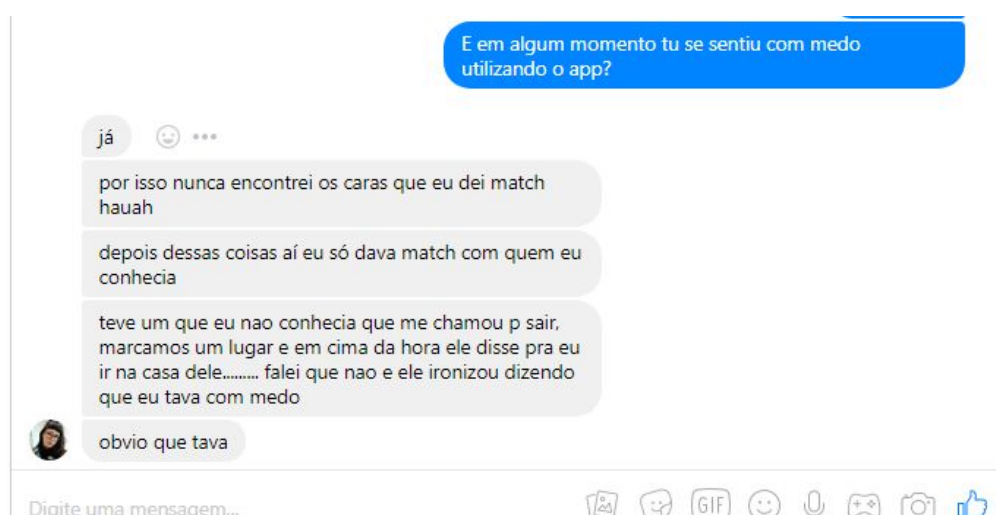 E em algum momento tu se sentiu com medo
utilizando o app?
já
por isso nunca encontrei os caras que eu dei match
hauah
depois dessas coisas aí eu só dava match com quem eu
conhecia
teve um que eu nao conhecia que me chamou p sair,
marcamos um lugar e em cima da hora ele disse pra eu
ir na casa dele......... falei que nao e ele ironizou dizendo
que eu tava com medo
obvio que tava
Digite uma mensagem...
GIF